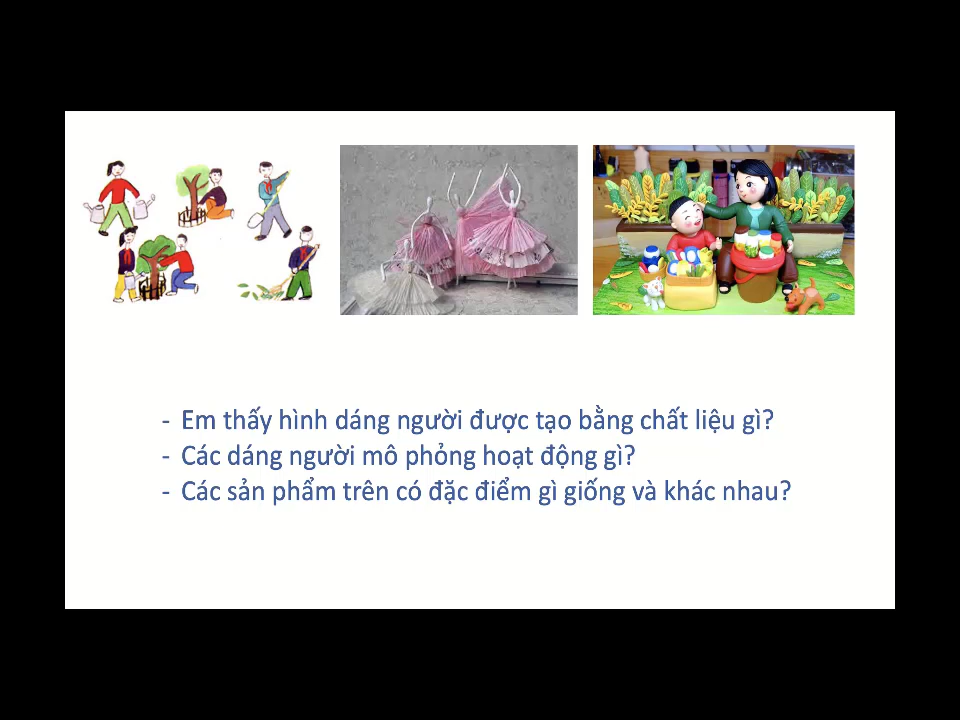 - Em thấy hình dáng người được tạo bằng chất liệu gì?
- Các dáng người mô phỏng hoạt động gì?
- Các sản phẩm trên có đặc điểm gì giống và khác nhau?